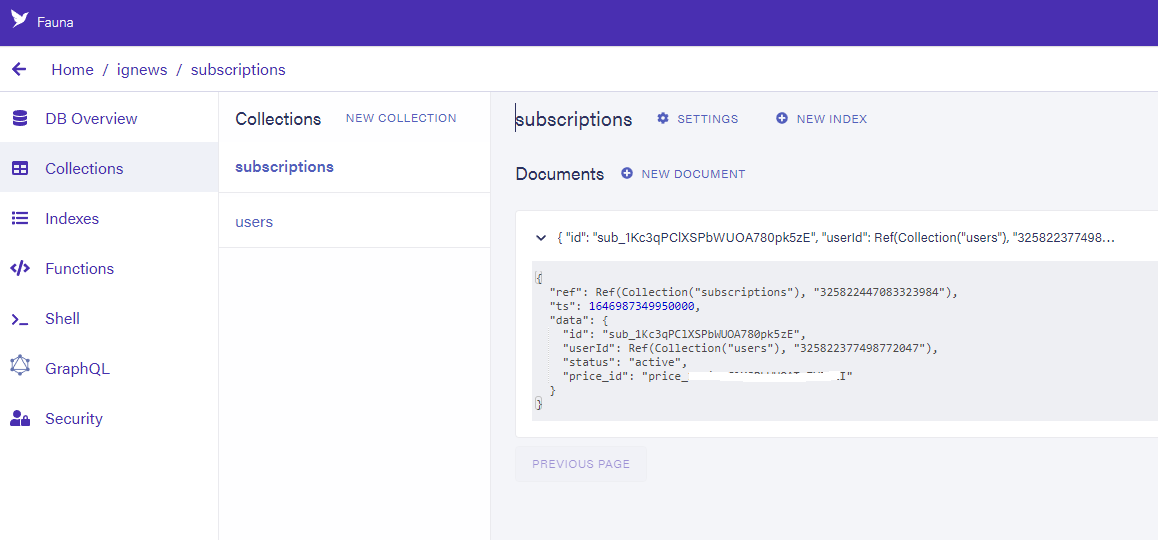 Fauna
Home / ignews / subscriptions
DB Overview
Collections
Indexes
Functions
Shell
GraphQL
Security
Collections NEW COLLECTION
subscriptions
users
subscriptions SETTINGS NEW INDEX
Documents NEW DOCUMENT
{ "id": "sub_1Kc3qPClXSPbWUOA780pk5zE", "userId": Ref(Collection("users"), "325822377498...
{
"ref": Ref(Collection("subscriptions"), "325822447083323984"),
"ts": 1646987349950000,
"data": {
"id": "sub_1Kc3qPClXSPbWUOA780pk5zE",
"userId": Ref(Collection("users"), "325822377498772047"),
"status": "active",
"price_id": "price_
}
}
PREVIOUS PAGE